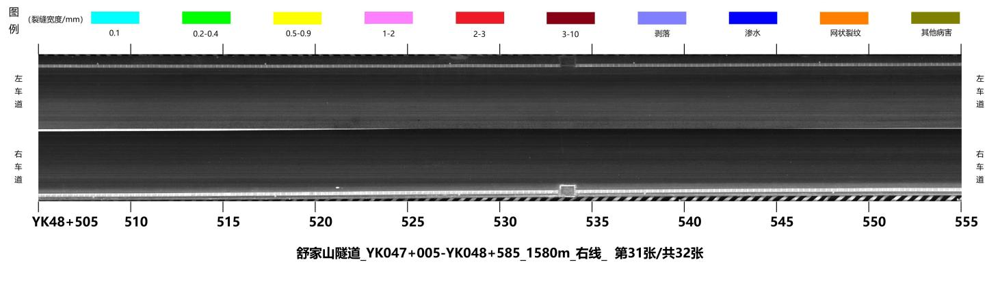 图例 (裂缝宽度/mm)
0.1 0.2-0.4 0.5-0.9 1-2 2-3 3-10 剥落 渗水 网状裂纹 其他病害
左车道 左车道
右车道 右车道
YK48+505 510 515 520 525 530 535 540 545 550 555
舒家山隧道_YK047+005-YK048+585_1580m_右线_ 第31张/共32张